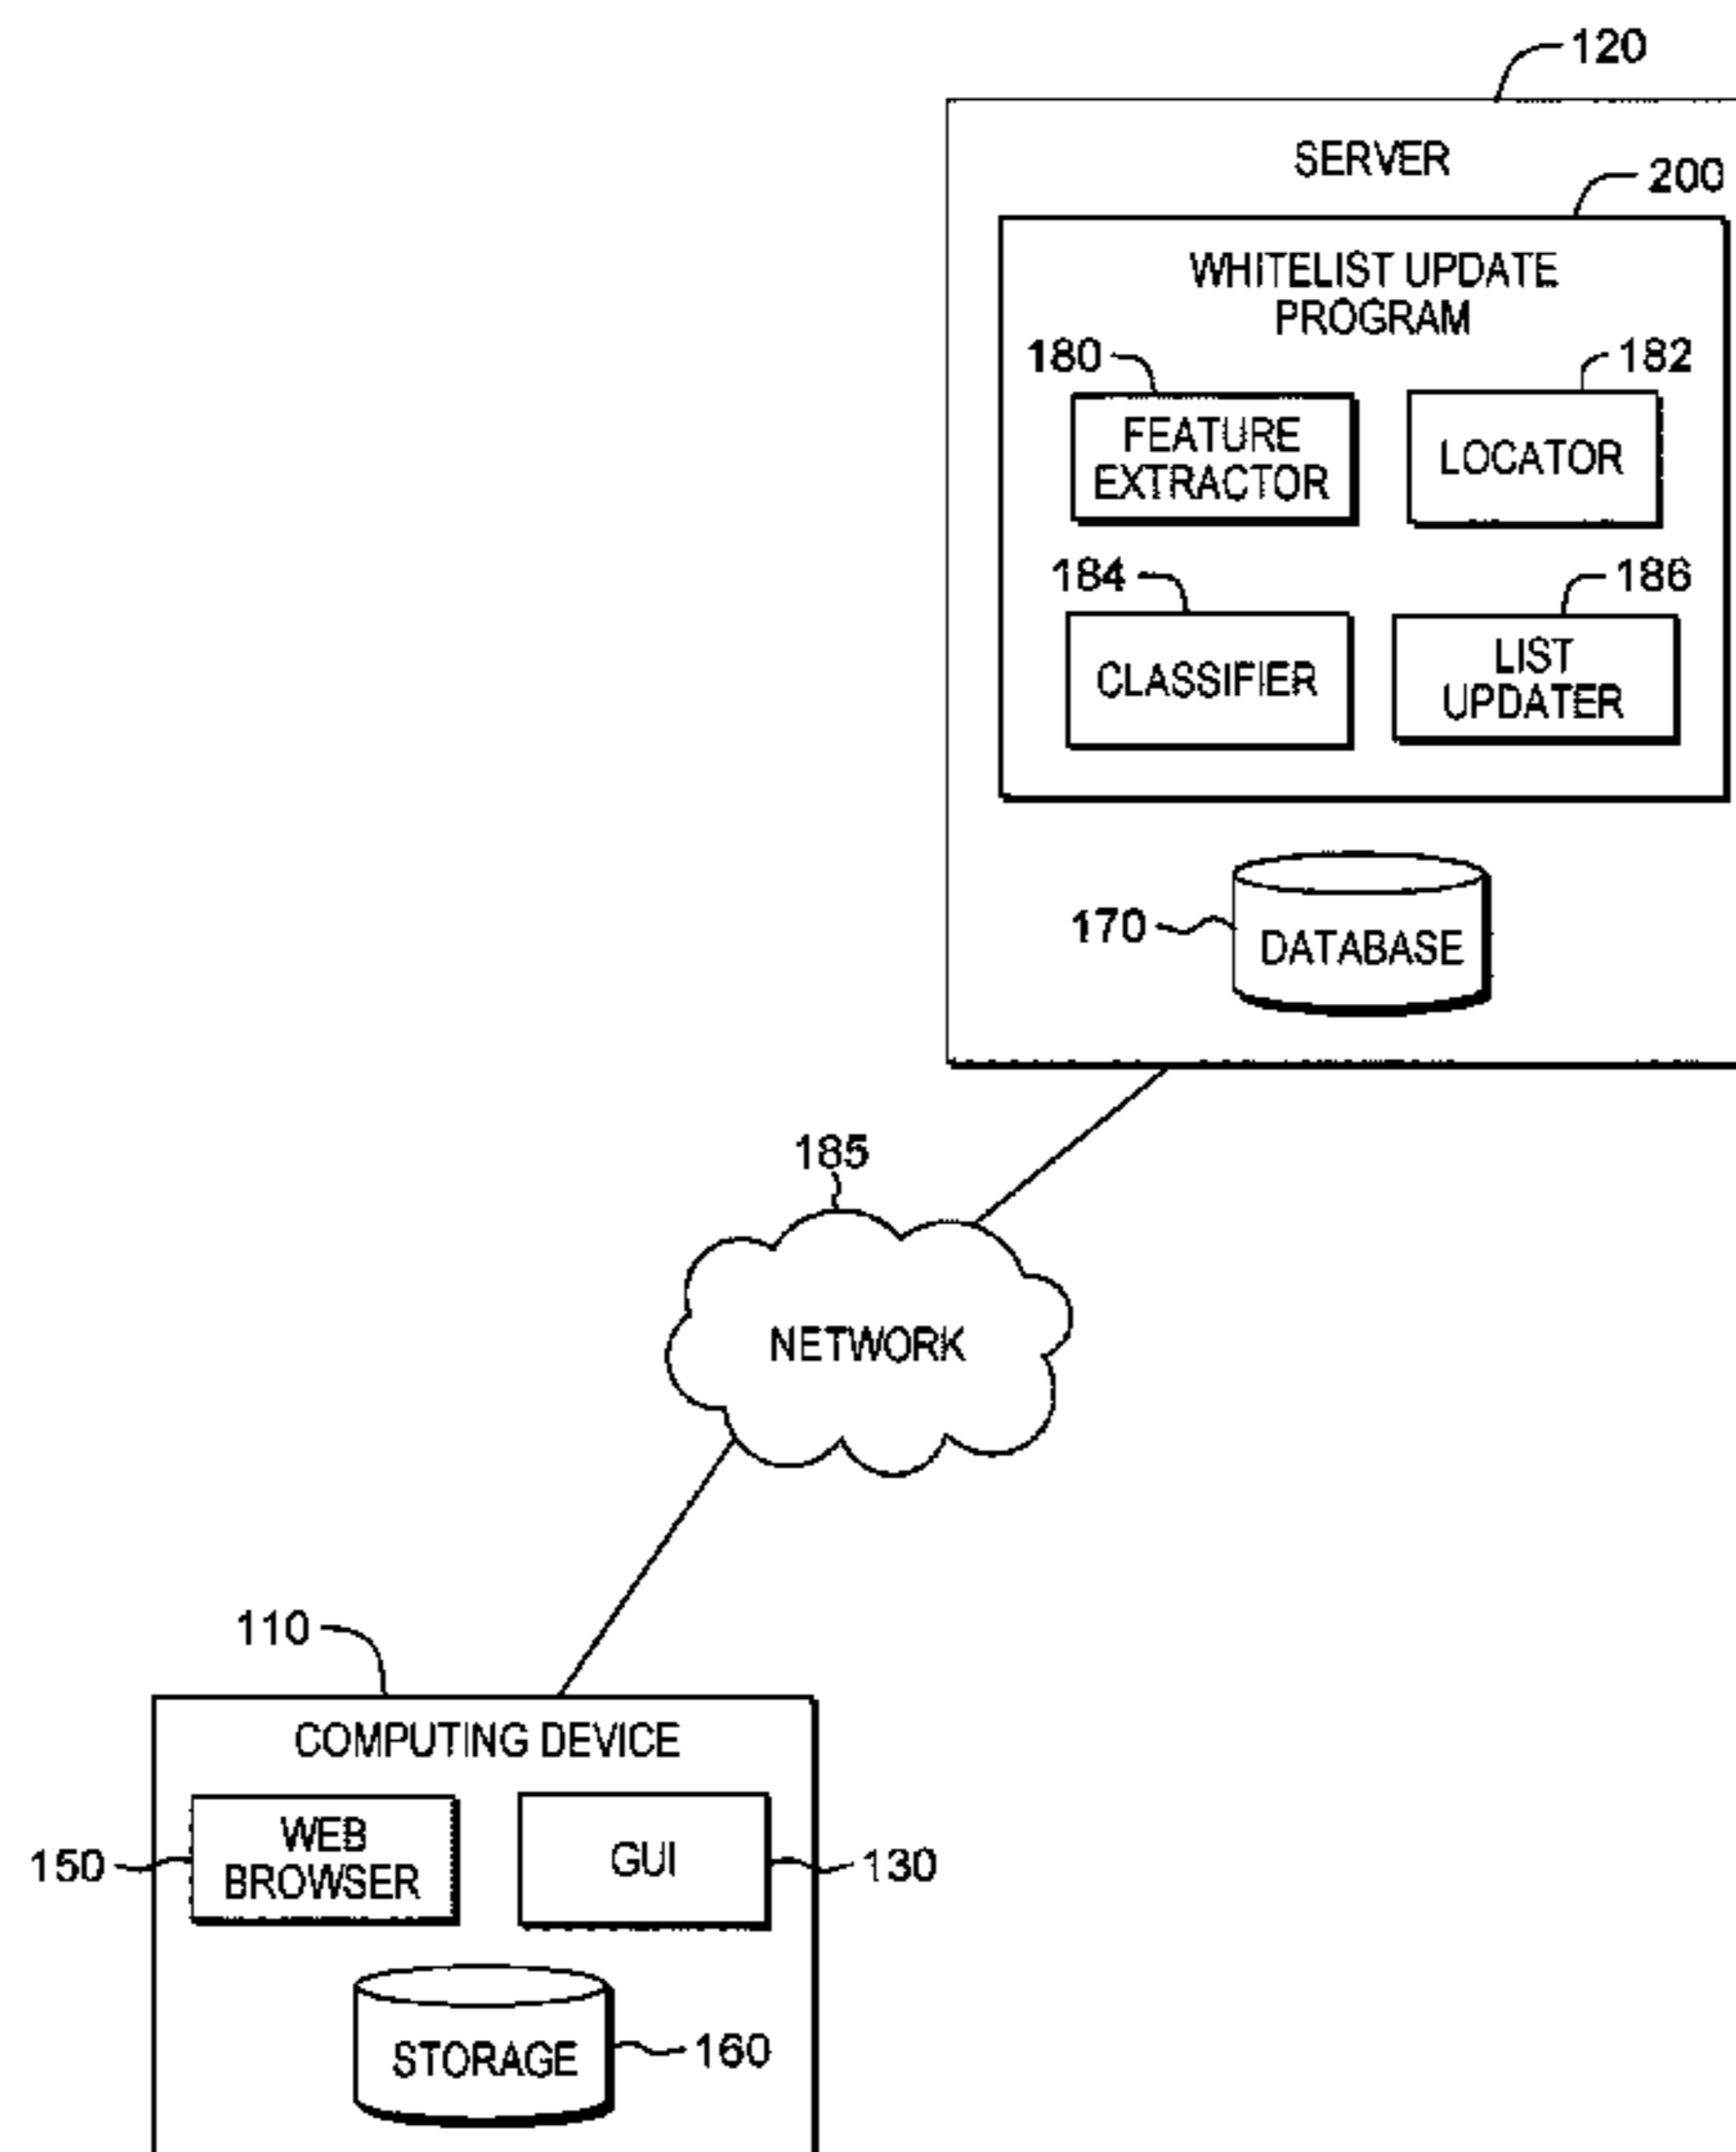 120
SERVER
200
WHITELIST UPDATE
PROGRAM
180
182
FEATURE
EXTRACTOR
LOCATOR
184
186
CLASSIFIER
LIST
UPDATER
170
DATABASE
185
NETWORK
110
COMPUTING DEVICE
WEB
BROWSER
GUI
150
130
STORAGE
160